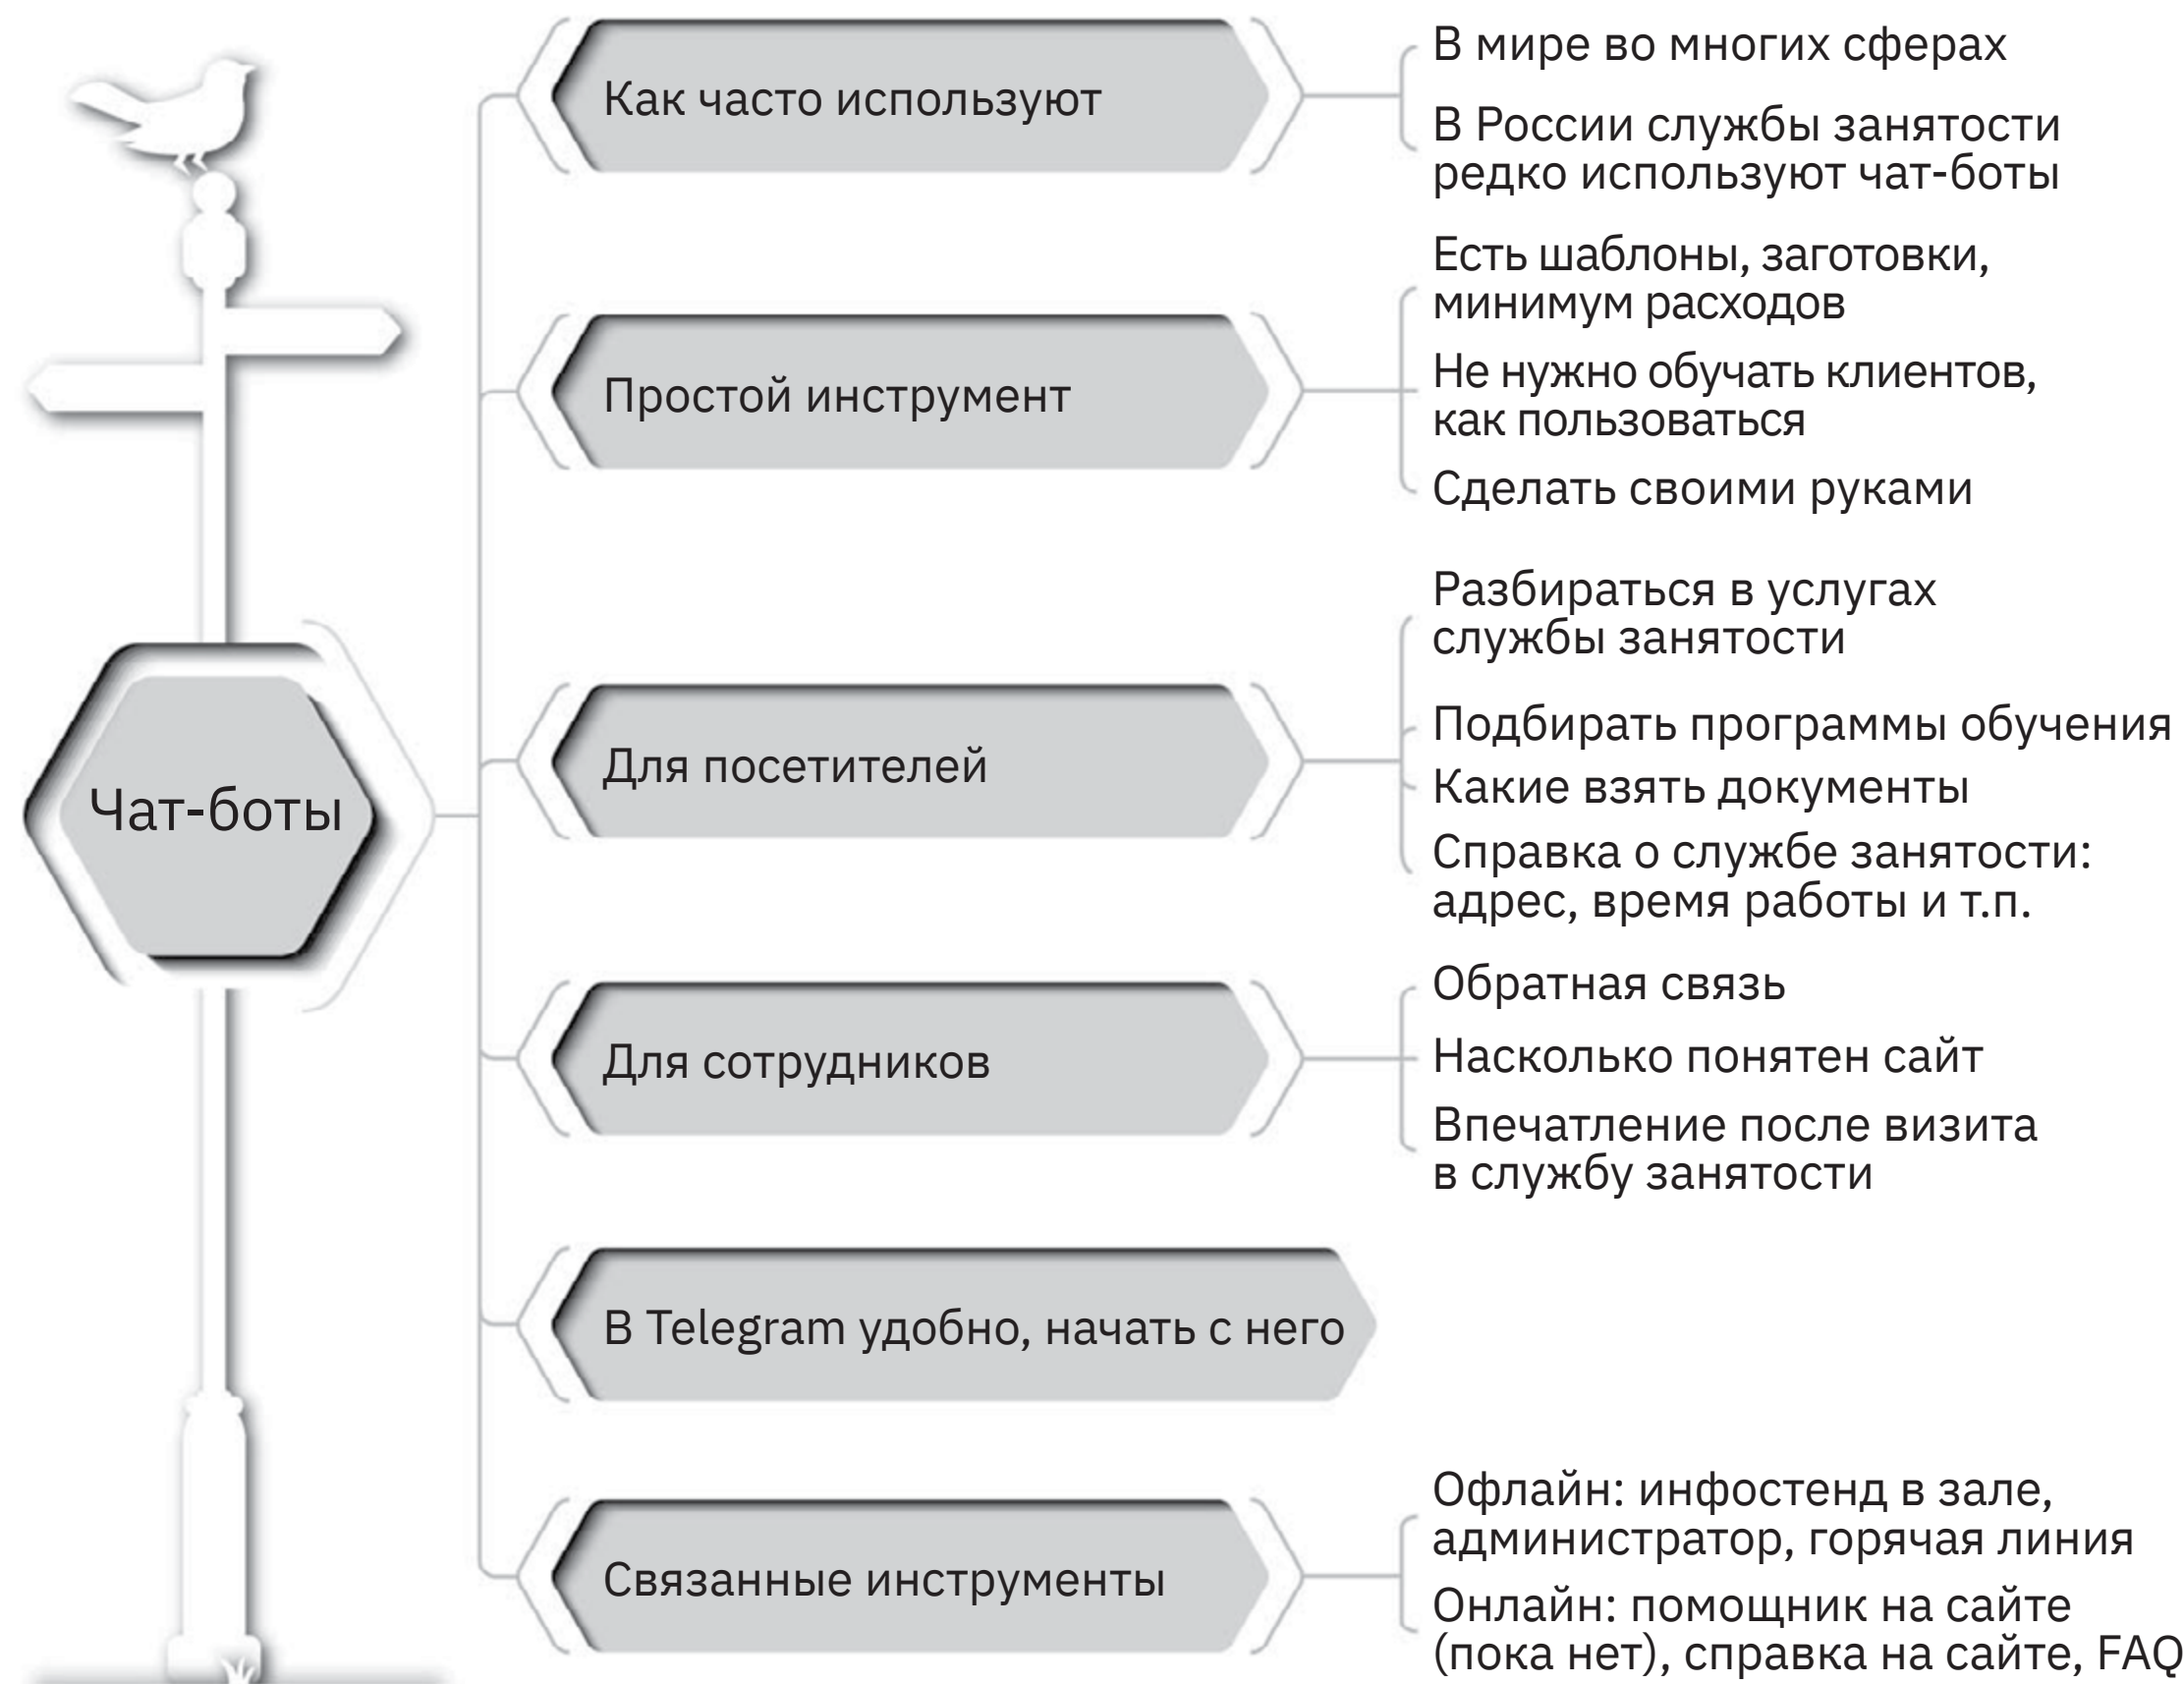 Чат-боты
Как часто используют
В мире во многих сферах
В России службы занятости
редко используют чат-боты
Простой инструмент
Есть шаблоны, заготовки,
минимум расходов
Не нужно обучать клиентов,
как пользоваться
Сделать своими руками
Для посетителей
Разбираться в услугах
службы занятости
Подбирать программы обучения
Какие взять документы
Справка о службе занятости:
адрес, время работы и т.п.
Для сотрудников
Обратная связь
Насколько понятен сайт
Впечатление после визита
в службу занятости
В Telegram удобно, начать с него
Связанные инструменты
Офлайн: инфостенд в зале,
администратор, горячая линия
Онлайн: помощник на сайте
(пока нет), справка на сайте, FAQ